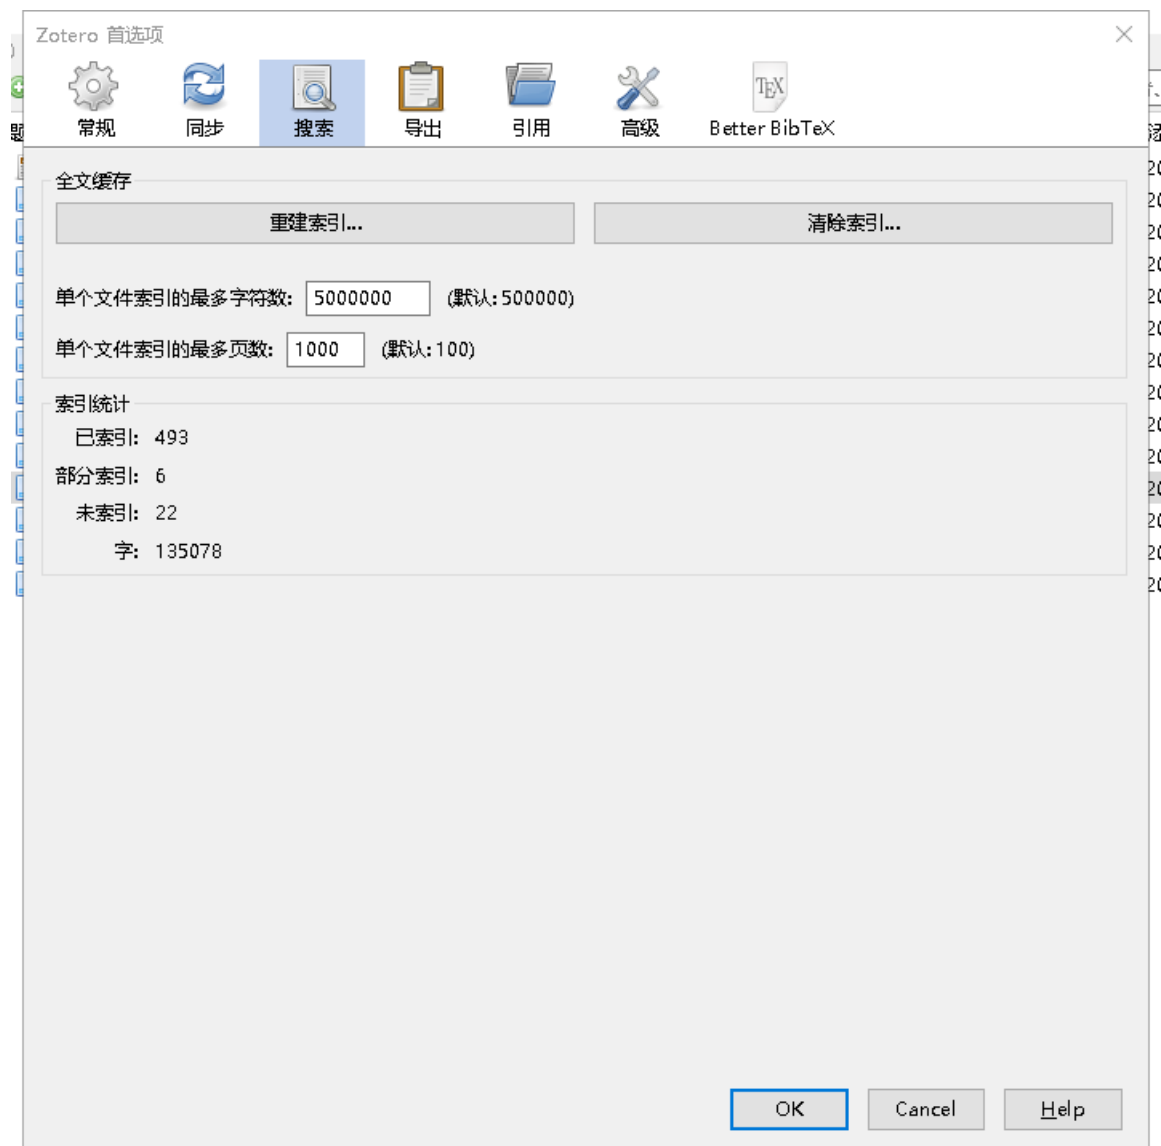 Zotero 首选项
常规 同步 搜索 导出 引用 高级 Better BibTeX
全文缓存
重建索引... 清除索引...
单个文件索引的最多字符数: 5000000 (默认:500000)
单个文件索引的最多页数: 1000 (默认:100)
索引统计
已索引: 493
部分索引: 6
未索引: 22
字: 135078
OK Cancel Help